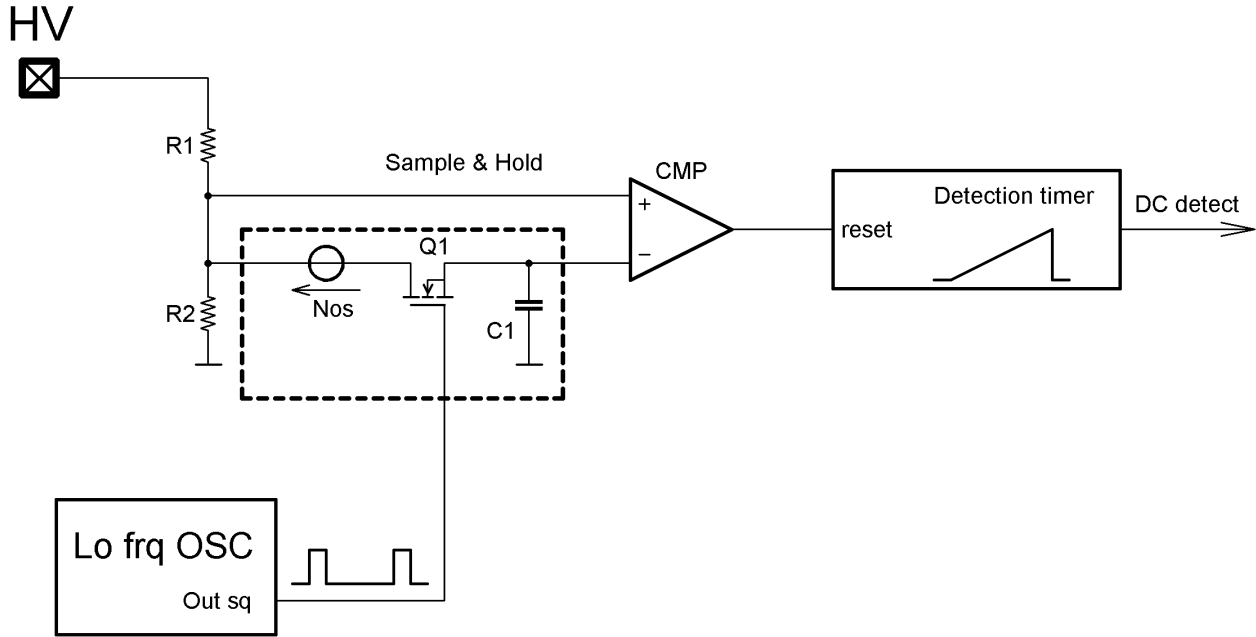 HV
R1
Sample & Hold
CMP
+
Detection timer
DC detect
reset
Q1
−
Nos
R2
C1
Lo frq OSC
Out sq